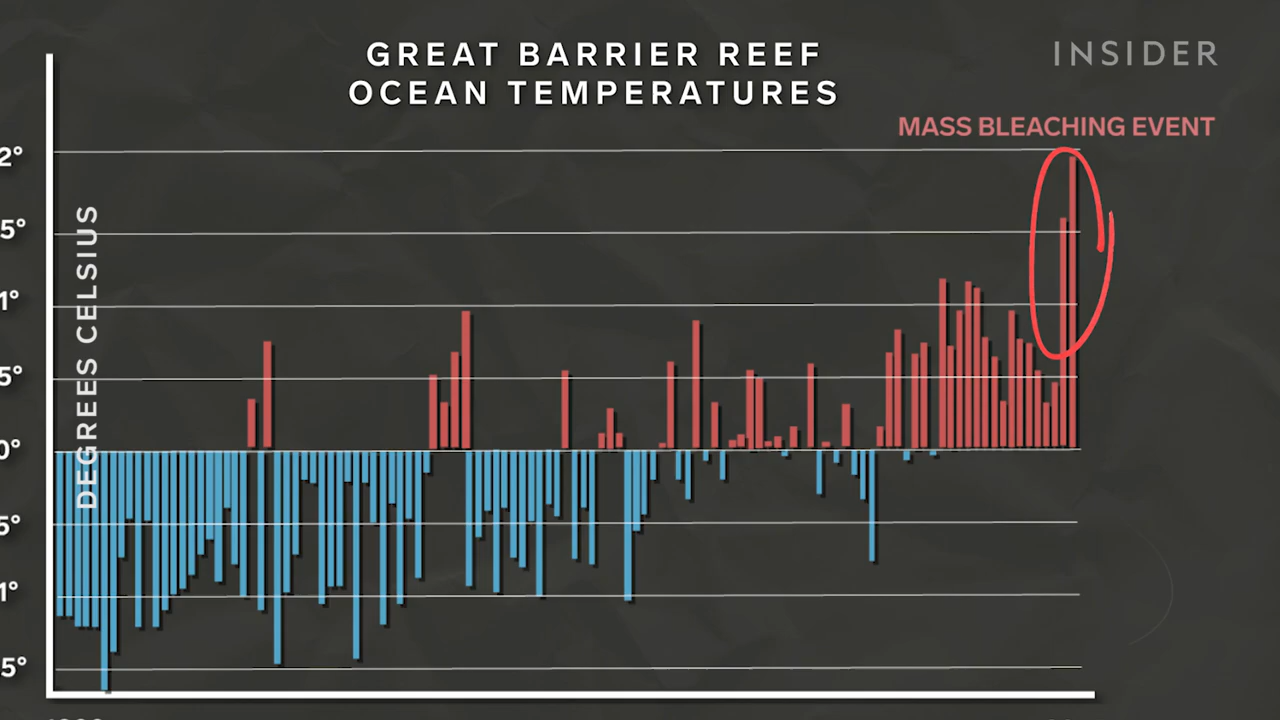 GREAT BARRIER REEF
OCEAN TEMPERATURES
INSIDER
MASS BLEACHING EVENT
2°
5°
1°
5°
0°
5°
1°
5°
DEGREES CELSIUS